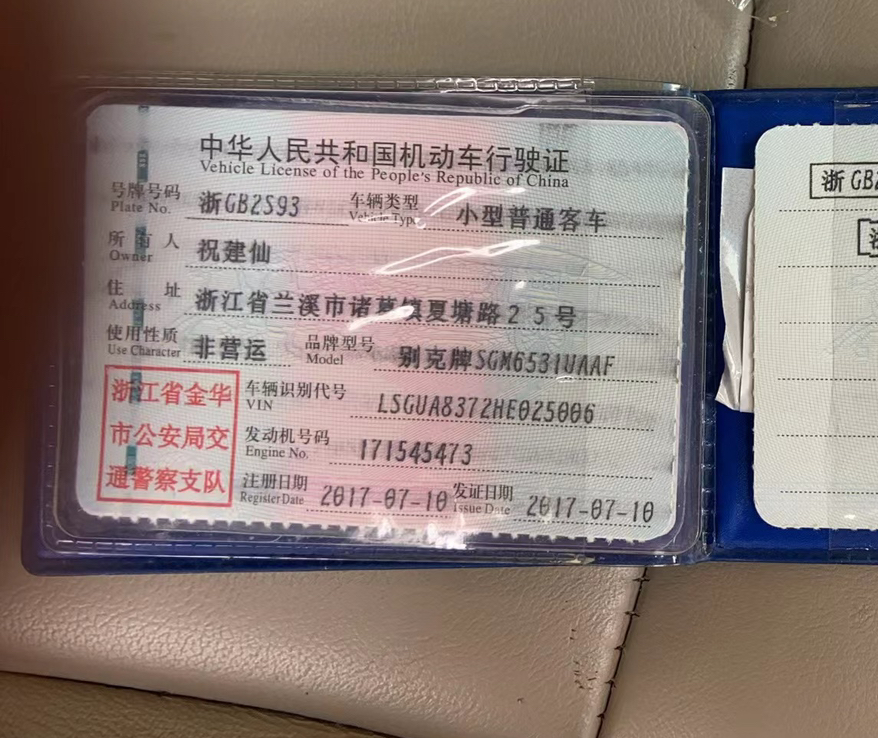 中华人民共和国机动车行驶证
Vehicle License of the People's Republic of China
号牌号码 浙GB2S93 车辆类型 小型普通客车
Plate No. Vehicle Type
所有人 祝建仙
Owner
住址 浙江省兰溪市诸葛镇夏塘路25号
Address
使用性质 非营运 品牌型号 别克牌SGM6531UAAF
Use Character Model
浙江省金华
市公安局交
通警察支队
车辆识别代号 LSGUA8372HE025006
VIN
发动机号码 171545473
Engine No.
注册日期 2017-07-10 发证日期 2017-07-10
Register Date Issue Date
浙GB2